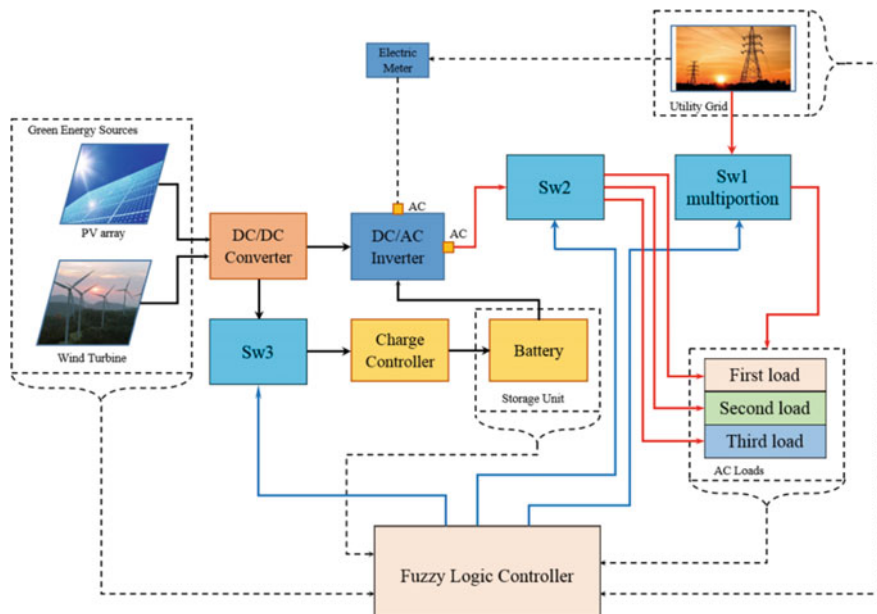 Electric
Meter
Utility Grid
Green Energy Sources
PV array
Wind Turbine
DC/DC
Converter
AC
DC/AC
Inverter
AC
Sw2
Sw1
multiportion
Sw3
Charge
Controller
Battery
Storage Unit
First load
Second load
Third load
AC Loads
Fuzzy Logic Controller